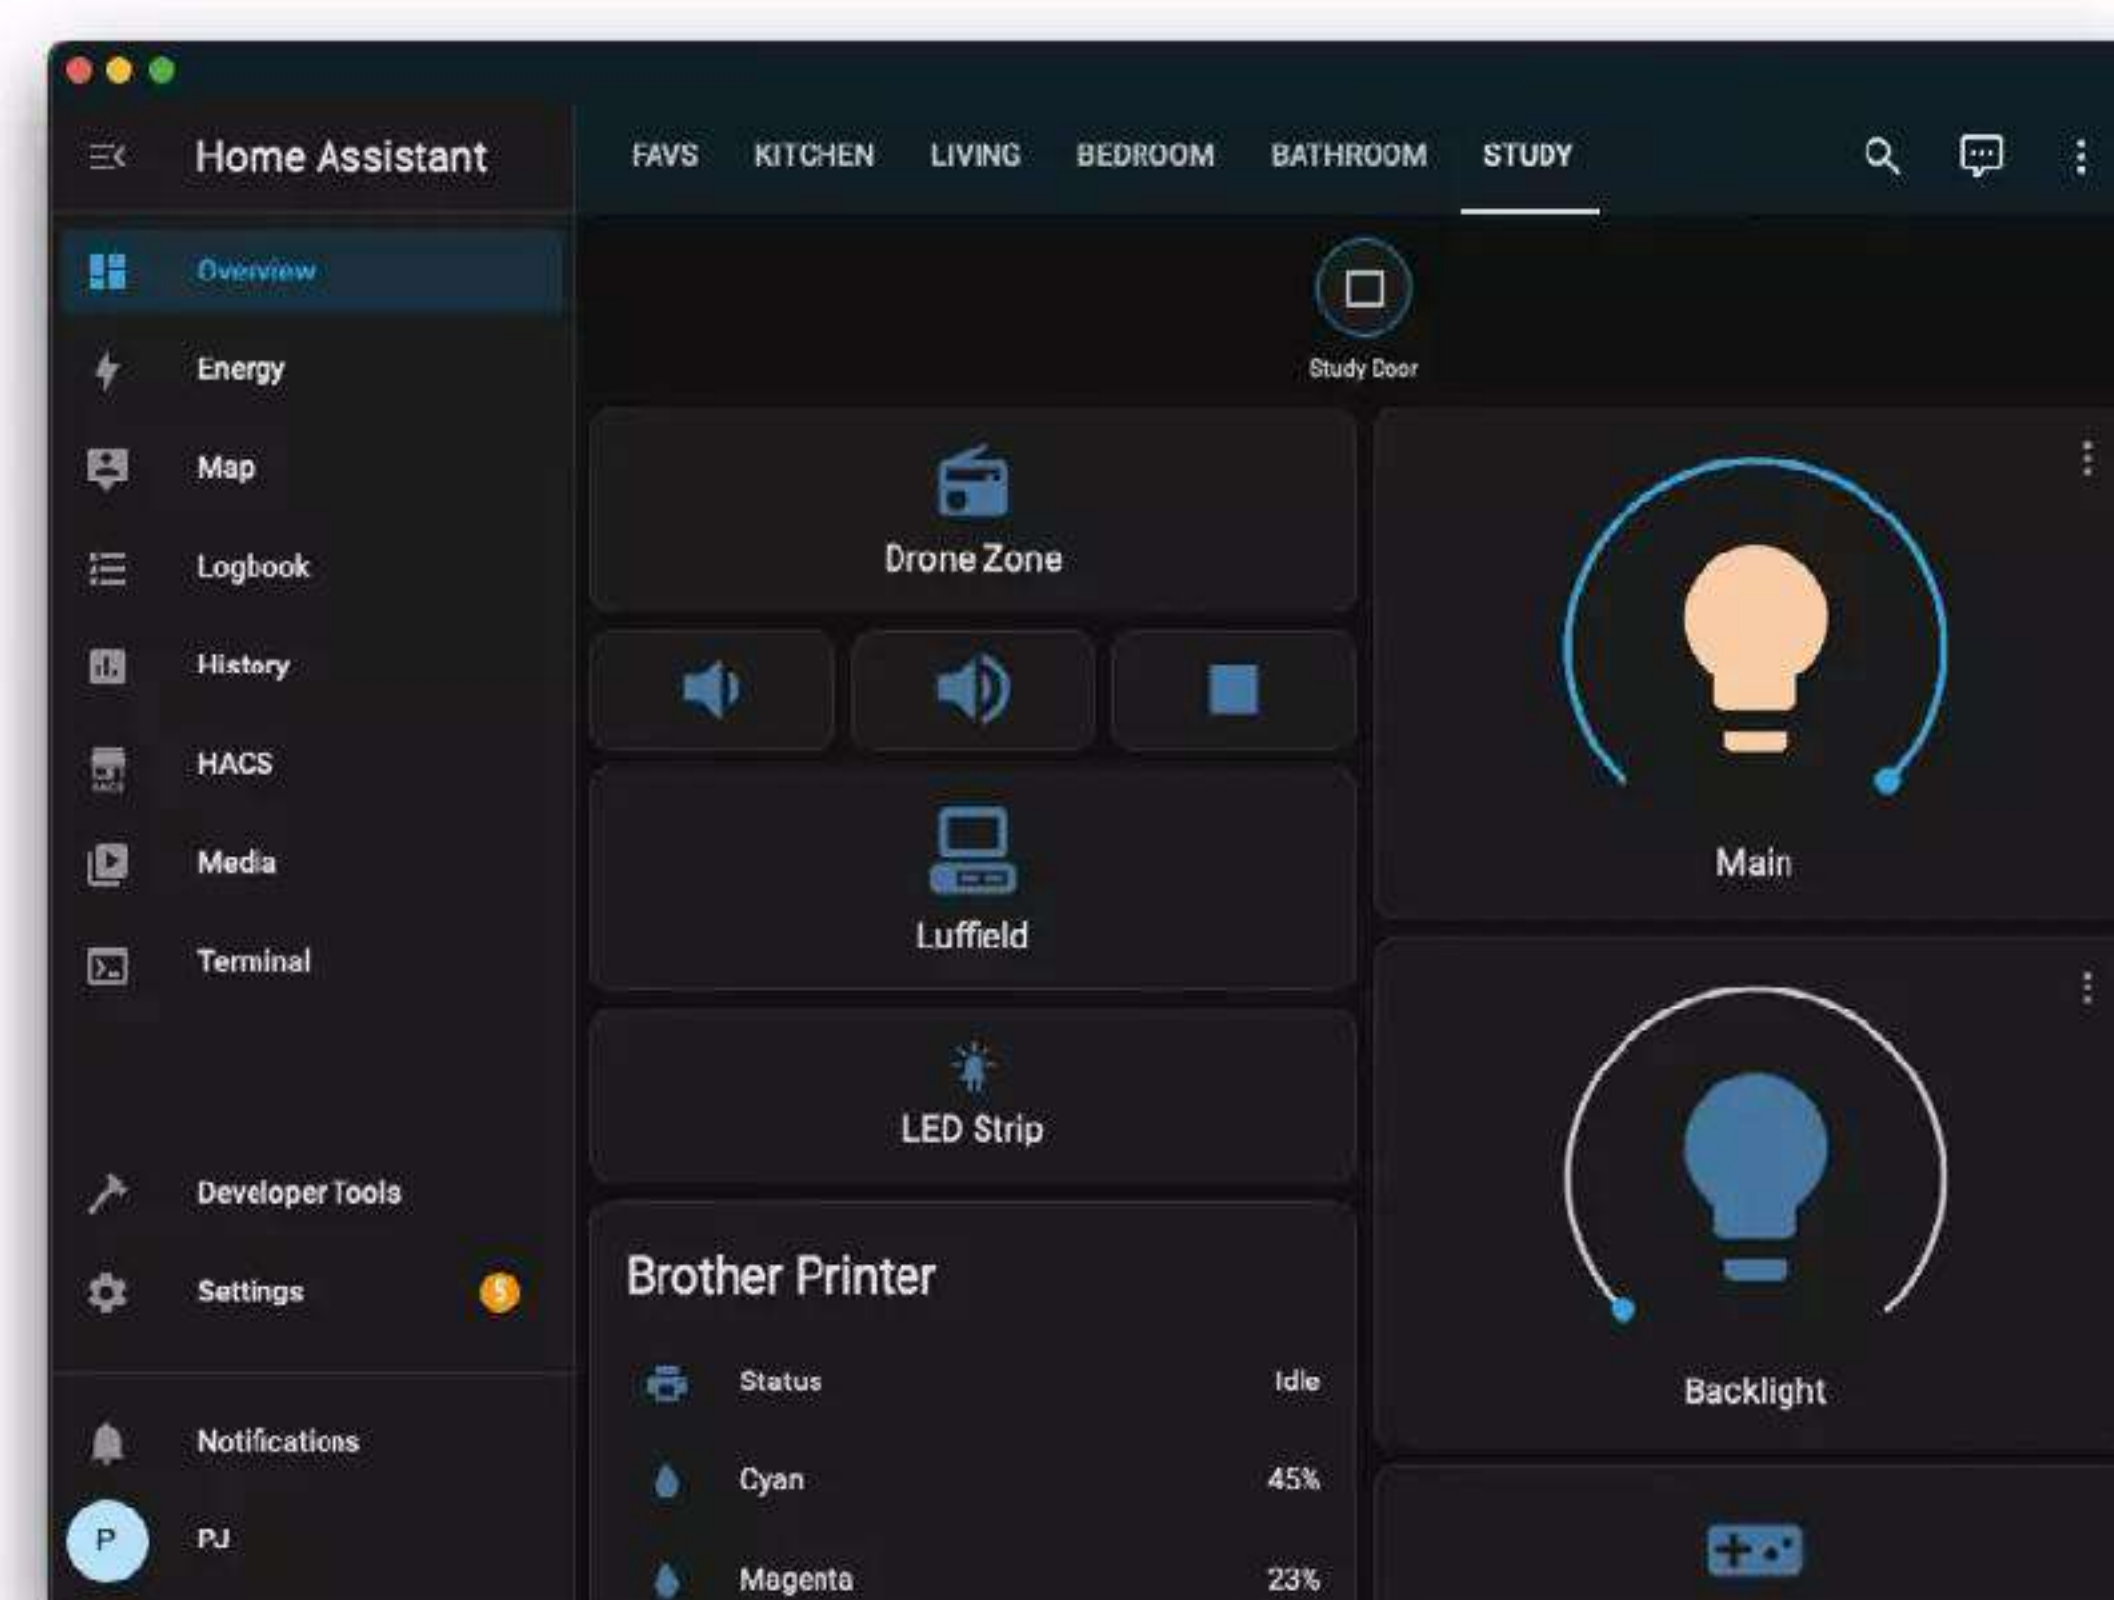 Home Assistant
FAVS KITCHEN LIVING BEDROOM BATHROOM STUDY
Overview
Energy
Map
Logbook
History
HACS
Media
Terminal
Developer Tools
Settings 5
Notifications
P PJ
Study Door
Drone Zone
Luffield
LED Strip
Brother Printer
Status Idle
Cyan 45%
Magenta 23%
Main
Backlight